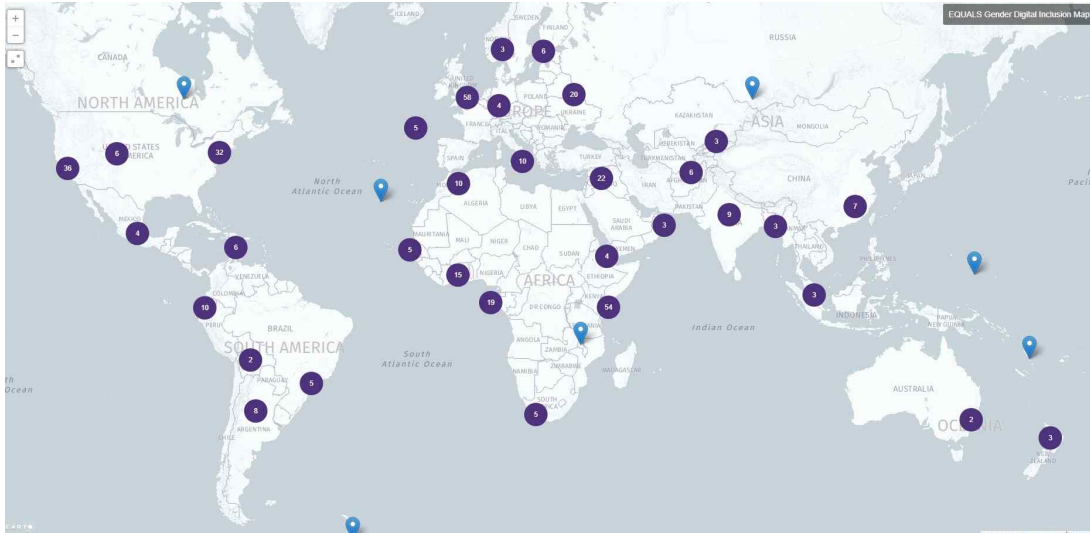 EQUALS Gender Digital Inclusion Map
+
−
ICELAND
SWEDEN
FINLAND
RUSSIA
CANADA
3
6
NORTH AMERICA
UNITED
KINGDOM
58
4
POLAND
20
UKRAINE
KAZAKHSTAN
ASIA
MONGOLIA
FRANCE
ITALY
ROMANIA
5
36
6
UNITED STATES
OF AMERICA
32
SPAIN
10
TURKEY
UZBEKISTAN
3
TURKMENISTAN
CHINA
JAPAN
North
Atlantic Ocean
10
22
IRAN
6
PAKISTAN
ALGERIA
LIBYA
EGYPT
SAUDI
ARABIA
3
9
3
7
MEXICO
4
6
MAURITANIA
5
MALI
NIGER
CHAD
SUDAN
YEMEN
4
THAILAND
PHILIPPINES
VENEZUELA
COLOMBIA
15
NIGERIA
ETHIOPIA
AFRICA
19
KENYA
54
DR CONGO
3
INDONESIA
PAPUA
NEW GUINEA
10
PERU
BRAZIL
SOUTH AMERICA
South
Atlantic Ocean
Indian Ocean
ANGOLA
ZAMBIA
ZIMBABWE
MADAGASCAR
NAMIBIA
2
PARAGUAY
5
SOUTH
AFRICA
5
AUSTRALIA
OCEANIA
2
8
ARGENTINA
CHILE
3
NEW
ZEALAND
CARTO